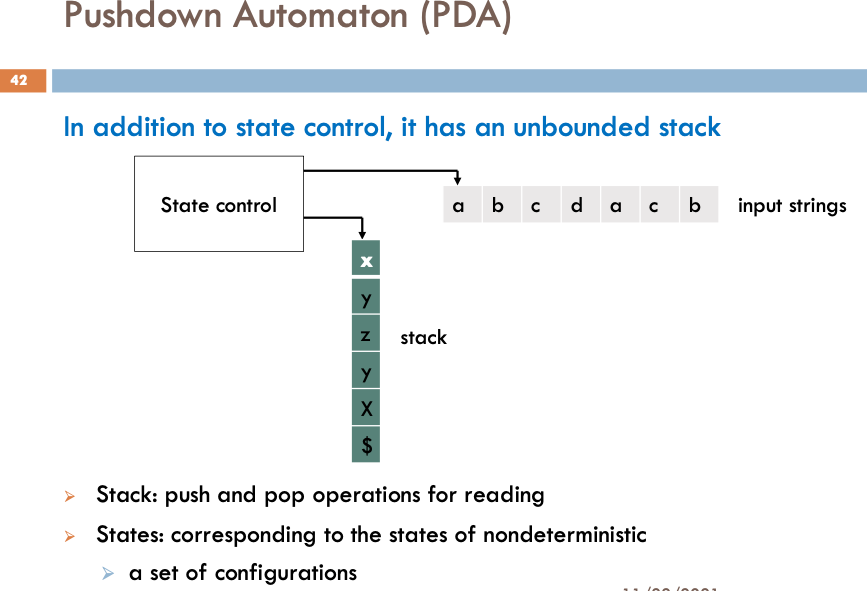 Pushdown Automaton (PDA)
42
In addition to state control, it has an unbounded stack
State control
a b c d a c b
input strings
x
y
z
y
X
$
stack
Stack: push and pop operations for reading
States: corresponding to the states of nondeterministic
a set of configurations